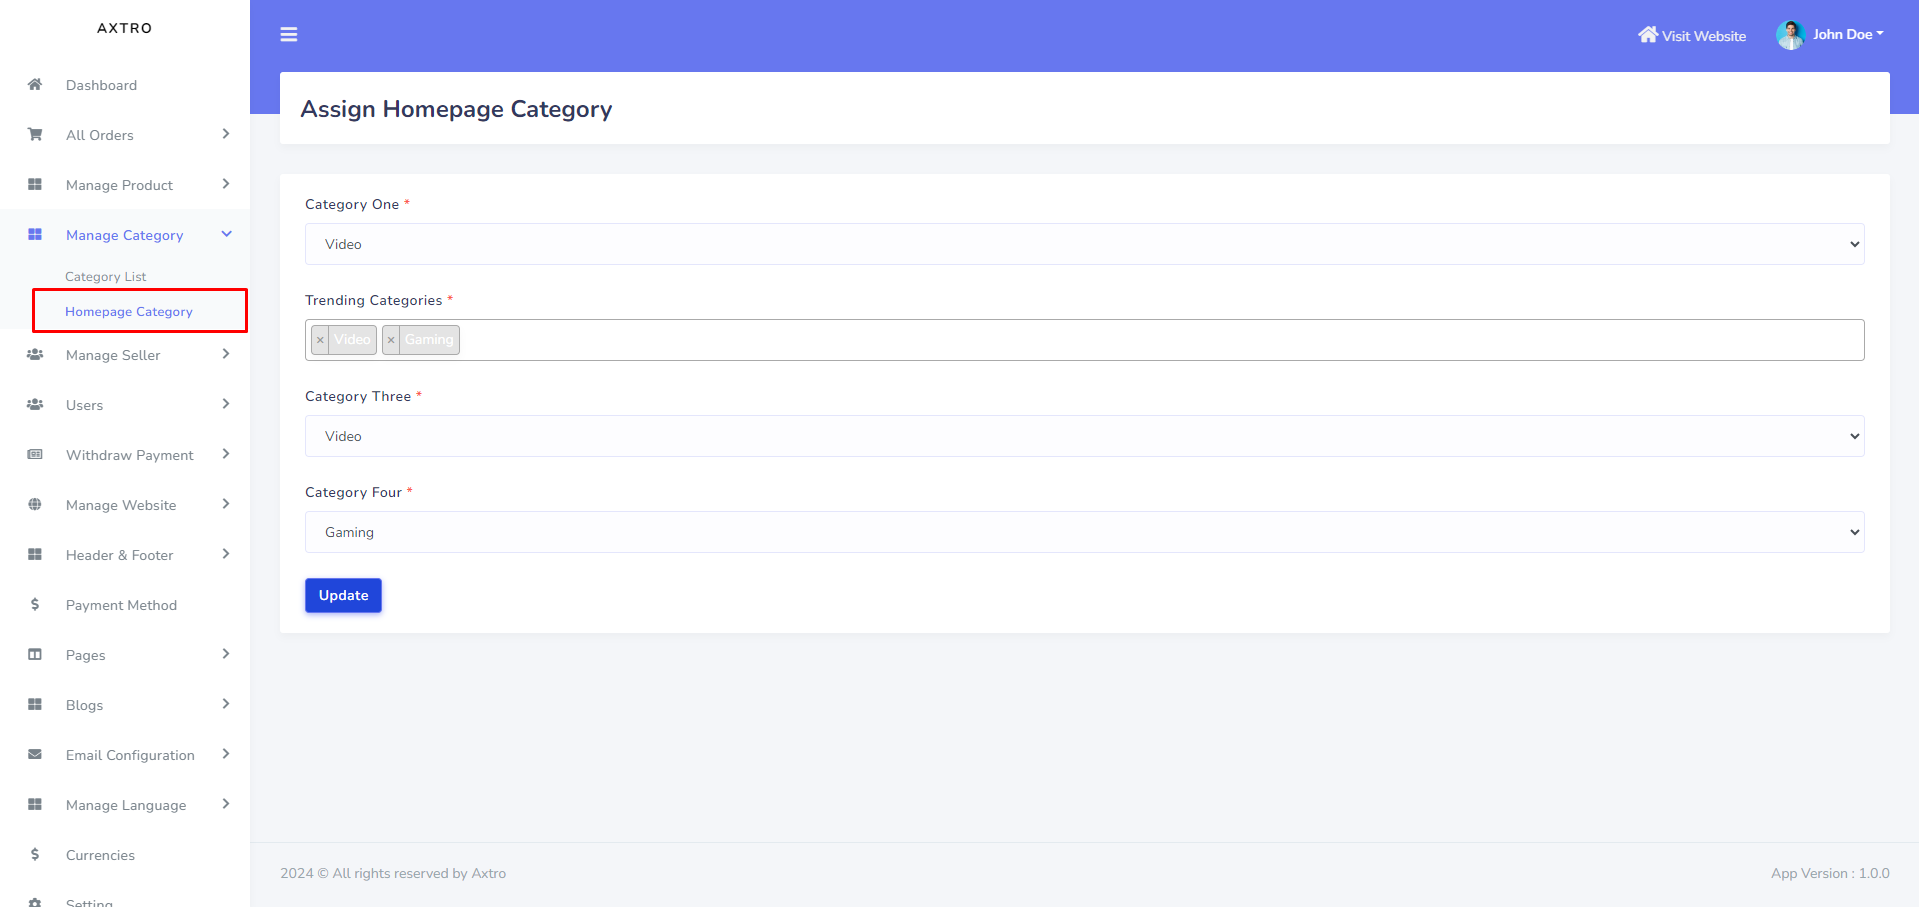 AXTRO
Dashboard
All Orders
Manage Product
Manage Category
Category List
Homepage Category
Manage Seller
Users
Withdraw Payment
Manage Website
Header & Footer
Payment Method
Pages
Blogs
Email Configuration
Manage Language
Currencies
Setting
Visit Website
John Doe
Assign Homepage Category
Category One *
Video
Trending Categories *
× Video × Gaming
Category Three *
Video
Category Four *
Gaming
Update
2024 © All rights reserved by Axtro
App Version : 1.0.0